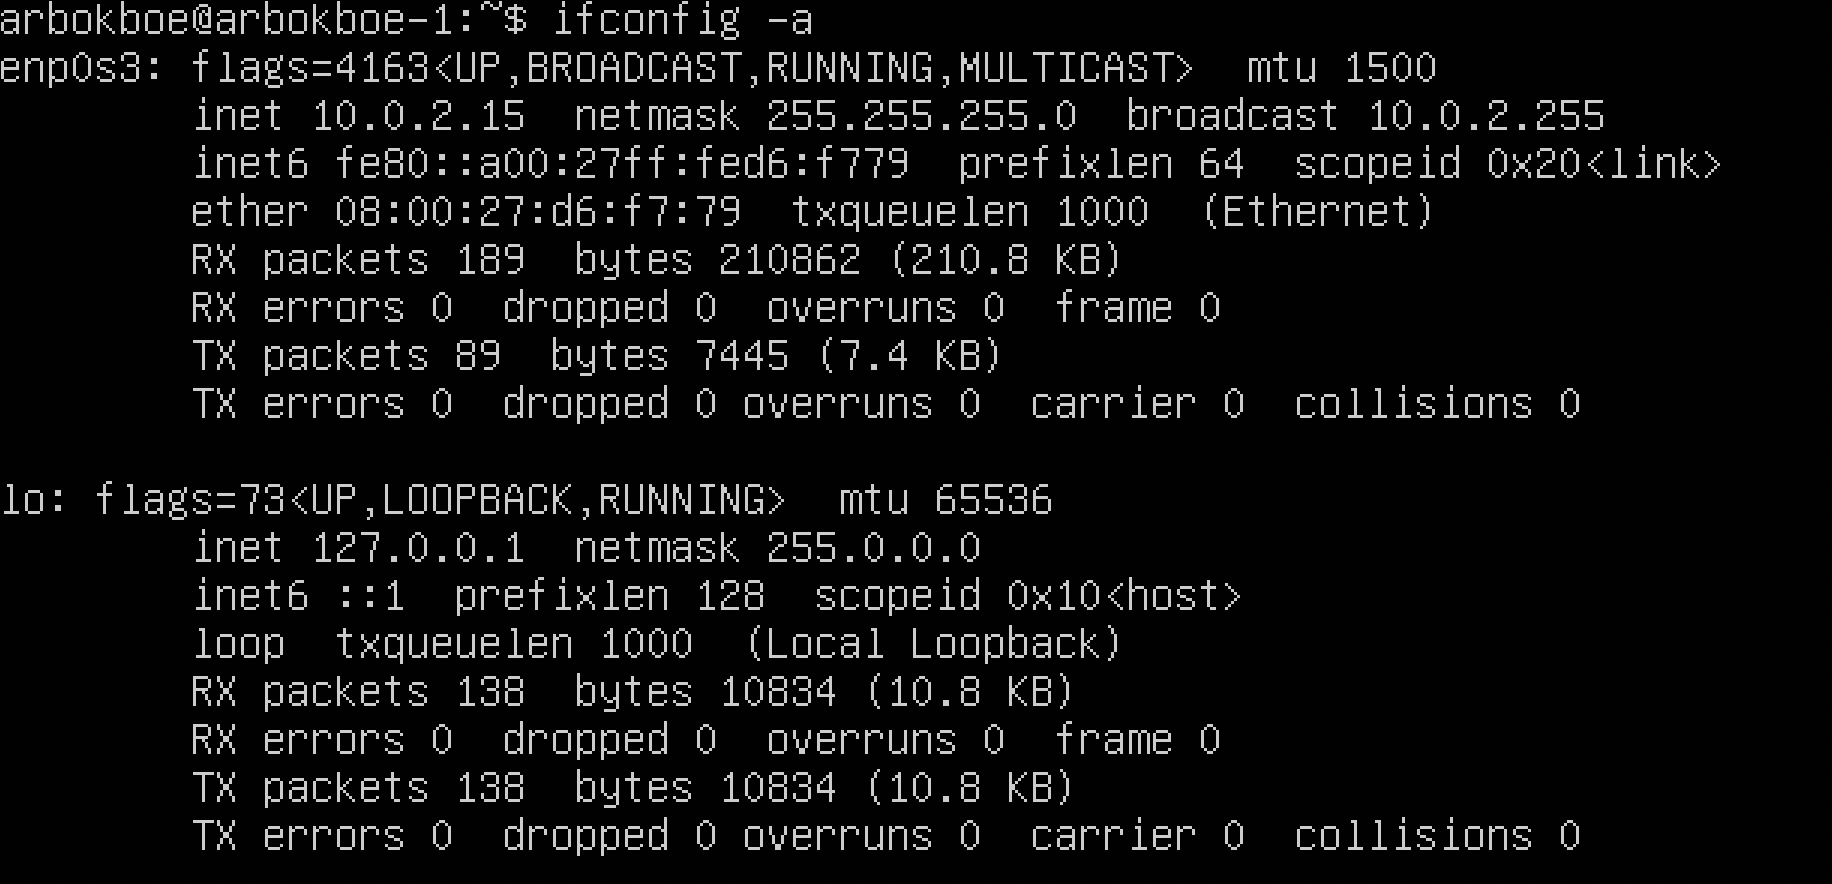 arbokboe@arbokboe-1:~$ ifconfig -a
enp0s3: flags=4163<UP,BROADCAST,RUNNING,MULTICAST>  mtu 1500
        inet 10.0.2.15  netmask 255.255.255.0  broadcast 10.0.2.255
        inet6 fe80::a00:27ff:fed6:f779  prefixlen 64  scopeid 0x20<link>
        ether 08:00:27:d6:f7:79  txqueuelen 1000  (Ethernet)
        RX packets 189  bytes 210862 (210.8 KB)
        RX errors 0  dropped 0  overruns 0  frame 0
        TX packets 89  bytes 7445 (7.4 KB)
        TX errors 0  dropped 0 overruns 0  carrier 0  collisions 0

lo: flags=73<UP,LOOPBACK,RUNNING>  mtu 65536
        inet 127.0.0.1  netmask 255.0.0.0
        inet6 ::1  prefixlen 128  scopeid 0x10<host>
        loop  txqueuelen 1000  (Local Loopback)
        RX packets 138  bytes 10834 (10.8 KB)
        RX errors 0  dropped 0  overruns 0  frame 0
        TX packets 138  bytes 10834 (10.8 KB)
        TX errors 0  dropped 0 overruns 0  carrier 0  collisions 0